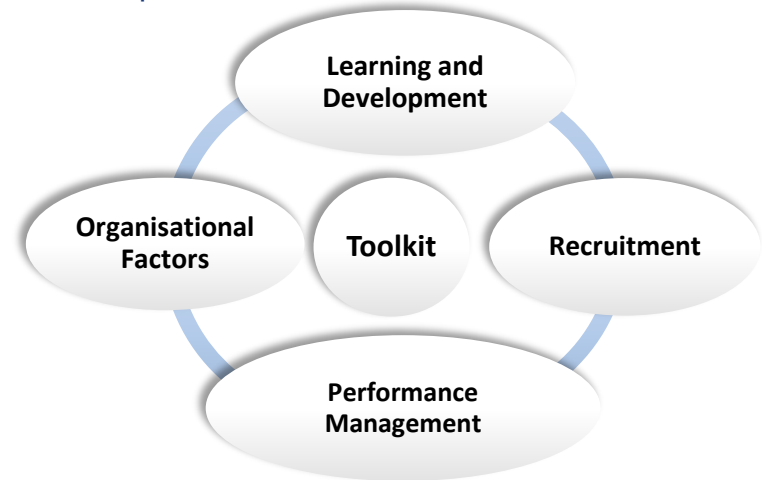 Learning and
Development
Organisational
Factors
Toolkit
Recruitment
Performance
Management